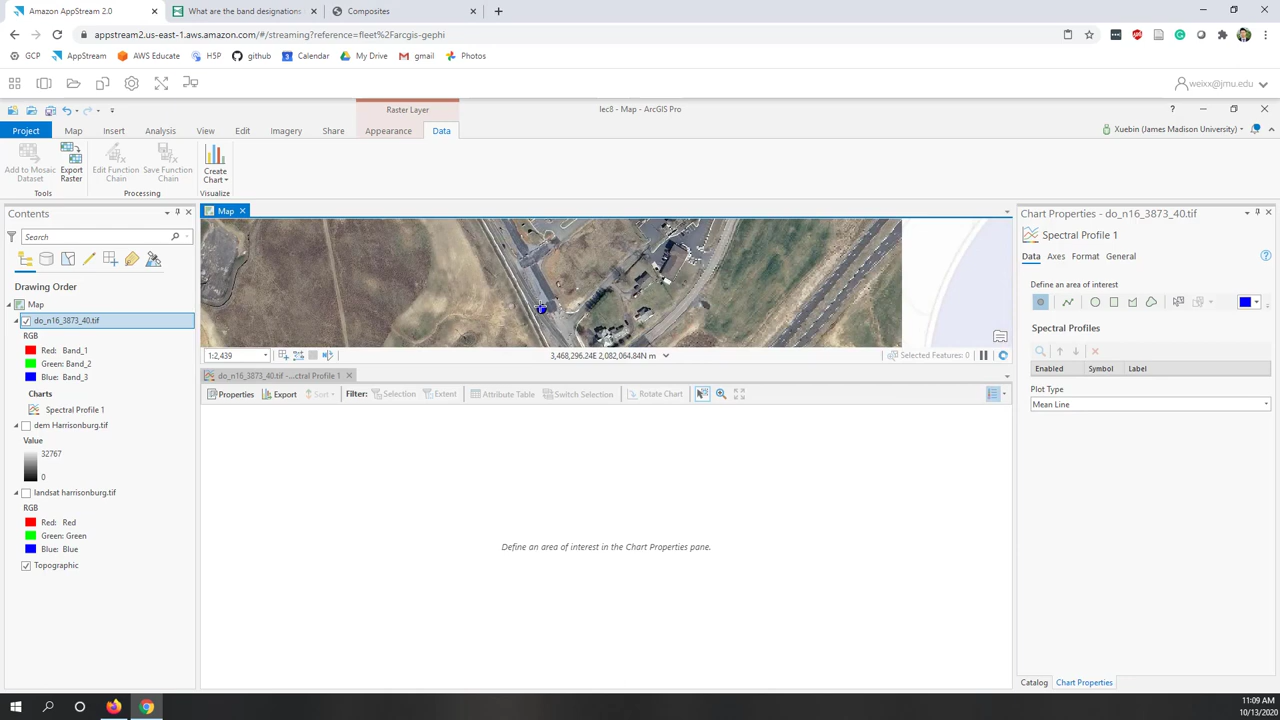 Amazon AppStream 2.0
What are the band designations
Composites
appstream2.us-east-1.aws.amazon.com/#/streaming?reference=fleet%2Farcgis-gephi
GCP
AppStream
AWS Educate
H5P
github
Calendar
My Drive
gmail
Photos
weixx@jmu.edu
Raster Layer
lec8 - Map - ArcGIS Pro
Project
Map
Insert
Analysis
View
Edit
Imagery
Share
Appearance
Data
Xuebin (James Madison University)
Add to Mosaic Dataset
Export Raster
Edit Function Chain
Save Function Chain
Create Chart
Tools
Processing
Visualize
Contents
Search
Drawing Order
Map
do_n16_3873_40.tif
RGB
Red: Band_1
Green: Band_2
Blue: Band_3
Charts
Spectral Profile 1
dem Harrisonburg.tif
Value
32767
0
landsat harrisonburg.tif
RGB
Red: Red
Green: Green
Blue: Blue
Topographic
Map
1:2,439
3,468,296.24E 2,082,064.84N m
Selected Features: 0
do_n16_3873_40.tif -...ctral Profile 1
Properties
Export
Sort
Filter:
Selection
Extent
Attribute Table
Switch Selection
Rotate Chart
Define an area of interest in the Chart Properties pane.
Chart Properties - do_n16_3873_40.tif
Spectral Profile 1
Data
Axes
Format
General
Define an area of interest
Spectral Profiles
Enabled
Symbol
Label
Plot Type
Mean Line
Catalog
Chart Properties
11:09 AM
10/13/2020